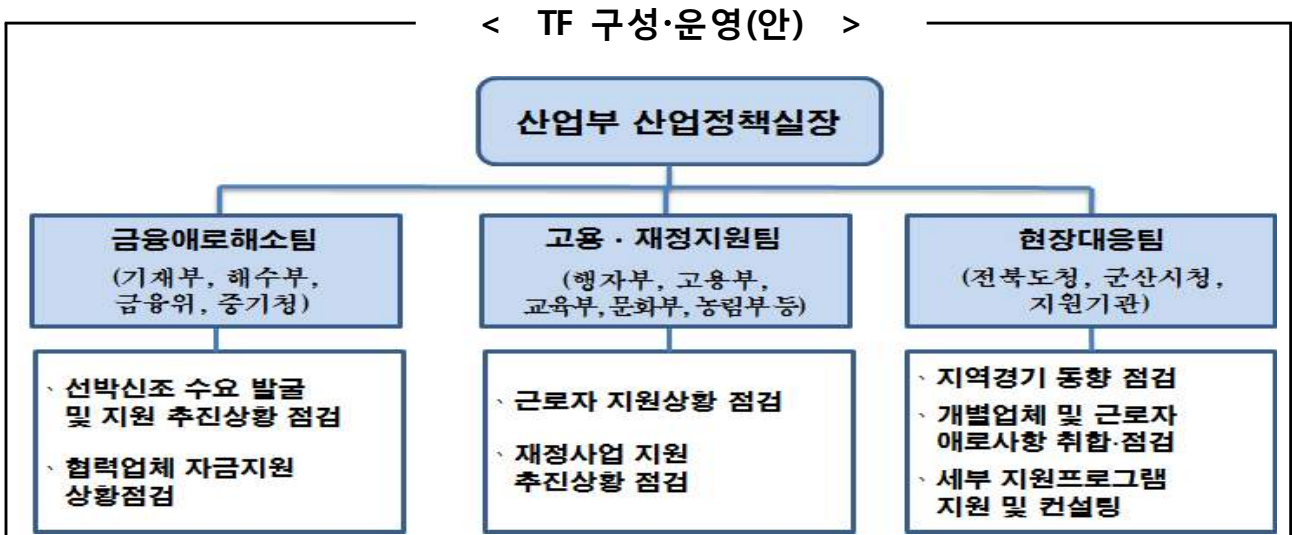 < TF 구성·운영(안) >
산업부 산업정책실장
금융애로해소팀
(기재부, 해수부,
금융위, 중기청)
고용·재정지원팀
(행자부, 고용부,
교육부, 문화부, 농림부 등)
현장대응팀
(전북도청, 군산시청,
지원기관)
、선박신조 수요 발굴
및 지원 추진상황 점검
、협력업체 자금지원
상황점검
、근로자 지원상황 점검
、재정사업 지원
추진상황 점검
、지역경기 동향 점검
、개별업체 및 근로자
애로사항 취합·점검
、세부 지원프로그램
지원 및 컨설팅